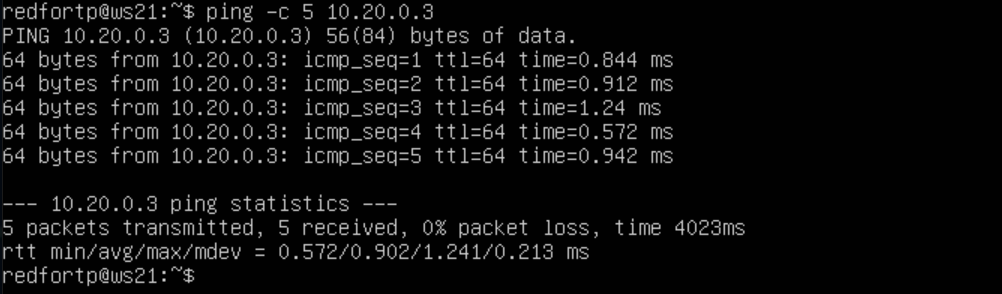 redfortp@ws21:~$ ping -c 5 10.20.0.3
PING 10.20.0.3 (10.20.0.3) 56(84) bytes of data.
64 bytes from 10.20.0.3: icmp_seq=1 ttl=64 time=0.844 ms
64 bytes from 10.20.0.3: icmp_seq=2 ttl=64 time=0.912 ms
64 bytes from 10.20.0.3: icmp_seq=3 ttl=64 time=1.24 ms
64 bytes from 10.20.0.3: icmp_seq=4 ttl=64 time=0.572 ms
64 bytes from 10.20.0.3: icmp_seq=5 ttl=64 time=0.942 ms
--- 10.20.0.3 ping statistics ---
5 packets transmitted, 5 received, 0% packet loss, time 4023ms
rtt min/avg/max/mdev = 0.572/0.902/1.241/0.213 ms
redfortp@ws21:~$